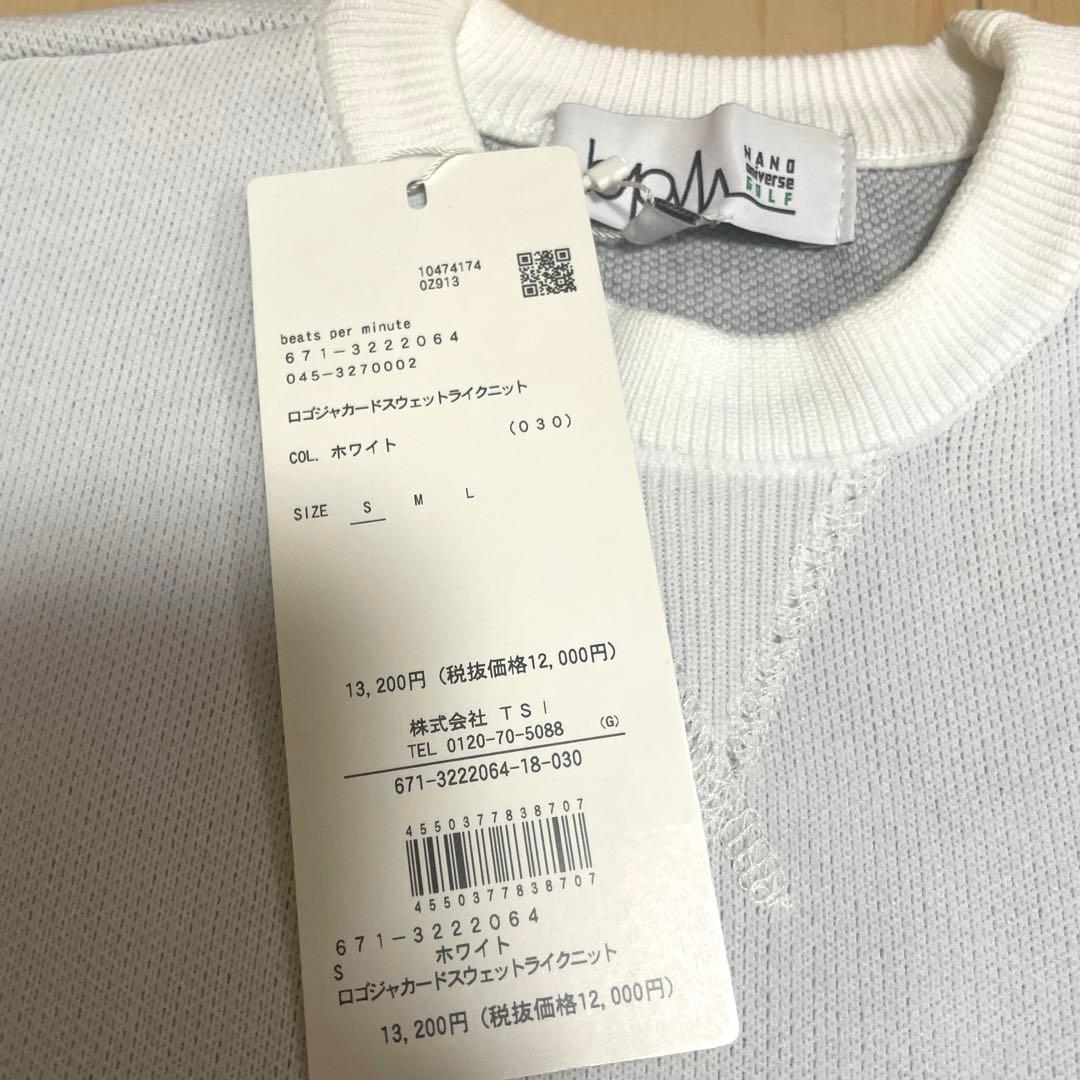 bpm
NANO
universe
GOLF
10474174
0Z913
beats per minute
671-3222064
045-3270002
ロゴジャカードスウェットライクニット
COL. ホワイト (030)
SIZE S M L
13,200円 (税抜価格12,000円)
株式会社 TSI
TEL 0120-70-5088 (G)
671-3222064-18-030
4550377838707
4550377838707
671-3222064
S ホワイト
ロゴジャカードスウェットライクニット
13,200円 (税抜価格12,000円)